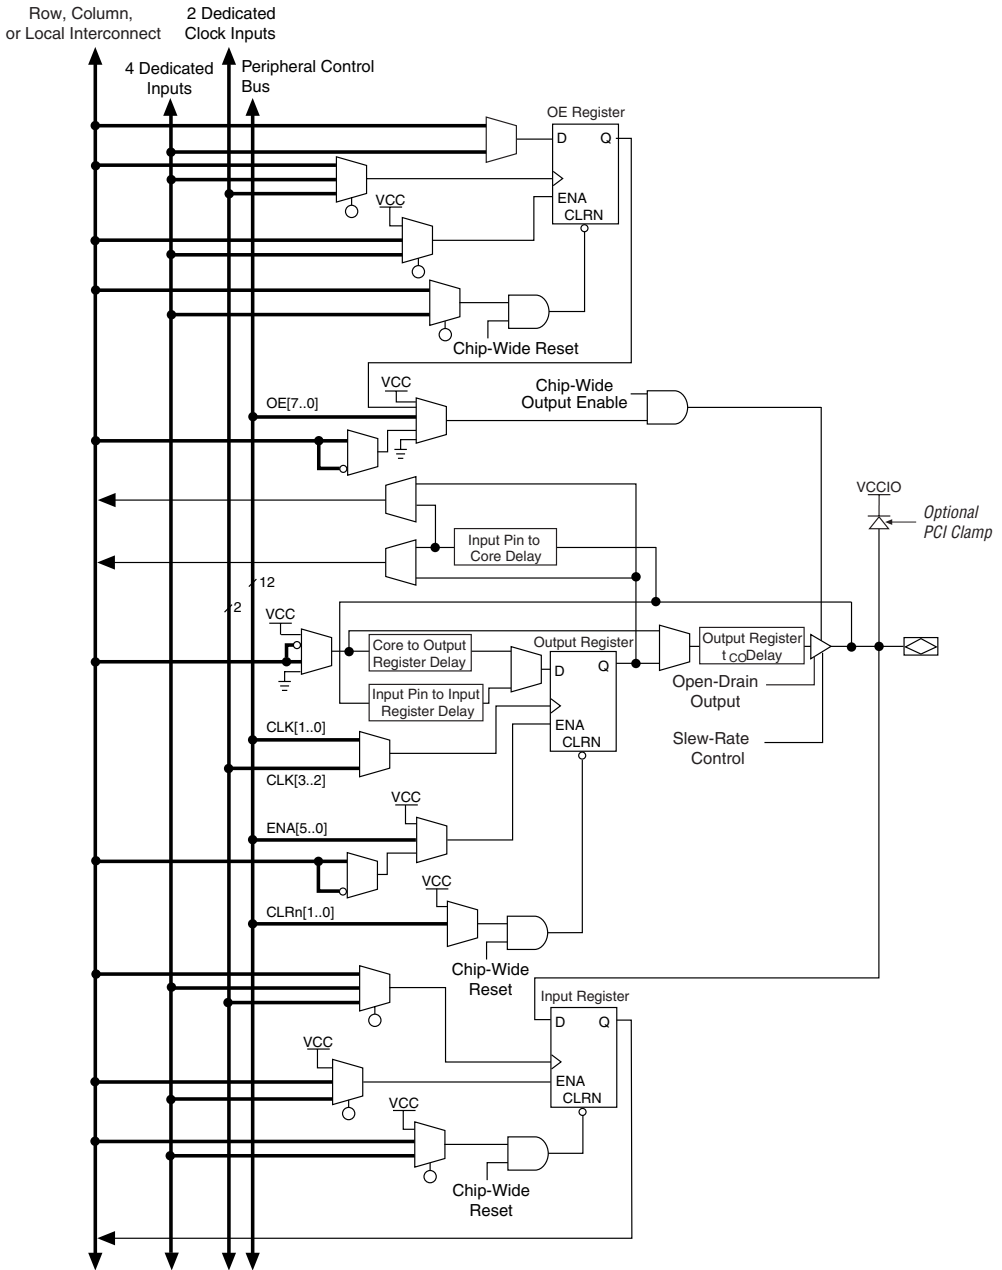 Row, Column,
or Local Interconnect
2 Dedicated
Clock Inputs
4 Dedicated
Inputs
Peripheral Control
Bus
OE Register
D
Q
ENA
CLRN
VCC
Chip-Wide Reset
VCC
OE[7..0]
Chip-Wide
Output Enable
VCCIO
Optional
PCI Clamp
Input Pin to
Core Delay
12
2
VCC
Core to Output
Register Delay
Input Pin to Input
Register Delay
Output Register
D
Q
ENA
CLRN
Output Register
tCO Delay
Open-Drain
Output
Slew-Rate
Control
CLK[1..0]
CLK[3..2]
VCC
ENA[5..0]
VCC
CLRn[1..0]
Chip-Wide
Reset
Input Register
D
Q
ENA
CLRN
VCC
VCC
Chip-Wide
Reset